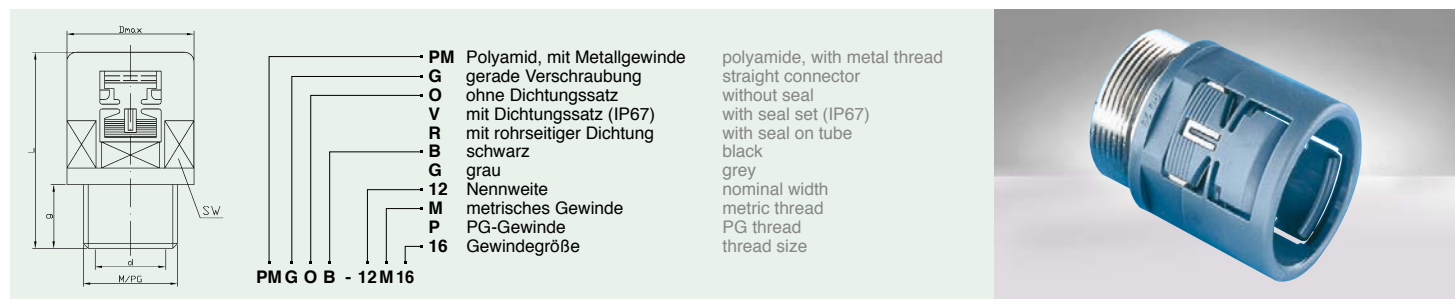 Dmax
L
g
SW
d
M/PG
PM Polyamid, mit Metallgewinde polyamide, with metal thread
G gerade Verschraubung straight connector
O ohne Dichtungssatz without seal
V mit Dichtungssatz (IP67) with seal set (IP67)
R mit rohrseitiger Dichtung with seal on tube
B schwarz black
G grau grey
12 Nennweite nominal width
M metrisches Gewinde metric thread
P PG-Gewinde PG thread
16 Gewindegröße thread size
PM G O B - 12 M 16